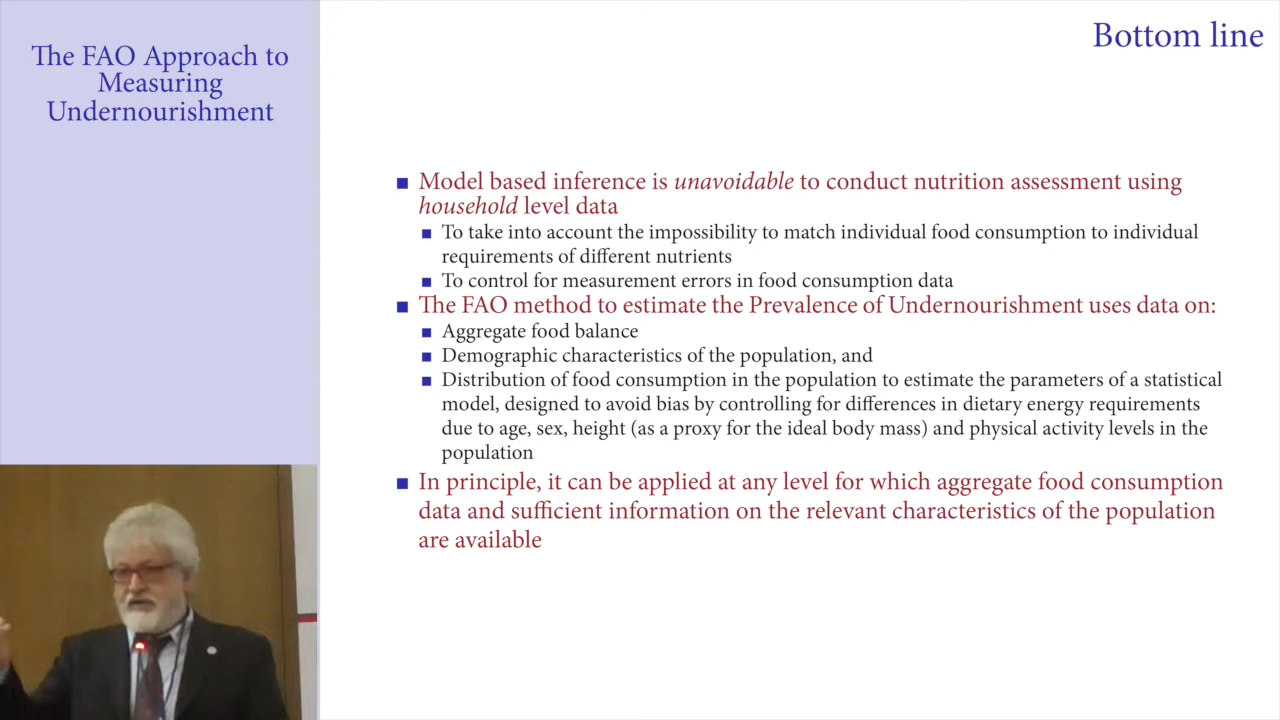 The FAO Approach to
Measuring
Undernourishment
Bottom line
Model based inference is unavoidable to conduct nutrition assessment using
household level data
To take into account the impossibility to match individual food consumption to individual
requirements of different nutrients
To control for measurement errors in food consumption data
The FAO method to estimate the Prevalence of Undernourishment uses data on:
Aggregate food balance
Demographic characteristics of the population, and
Distribution of food consumption in the population to estimate the parameters of a statistical
model, designed to avoid bias by controlling for differences in dietary energy requirements
due to age, sex, height (as a proxy for the ideal body mass) and physical activity levels in the
population
In principle, it can be applied at any level for which aggregate food consumption
data and sufficient information on the relevant characteristics of the population
are available